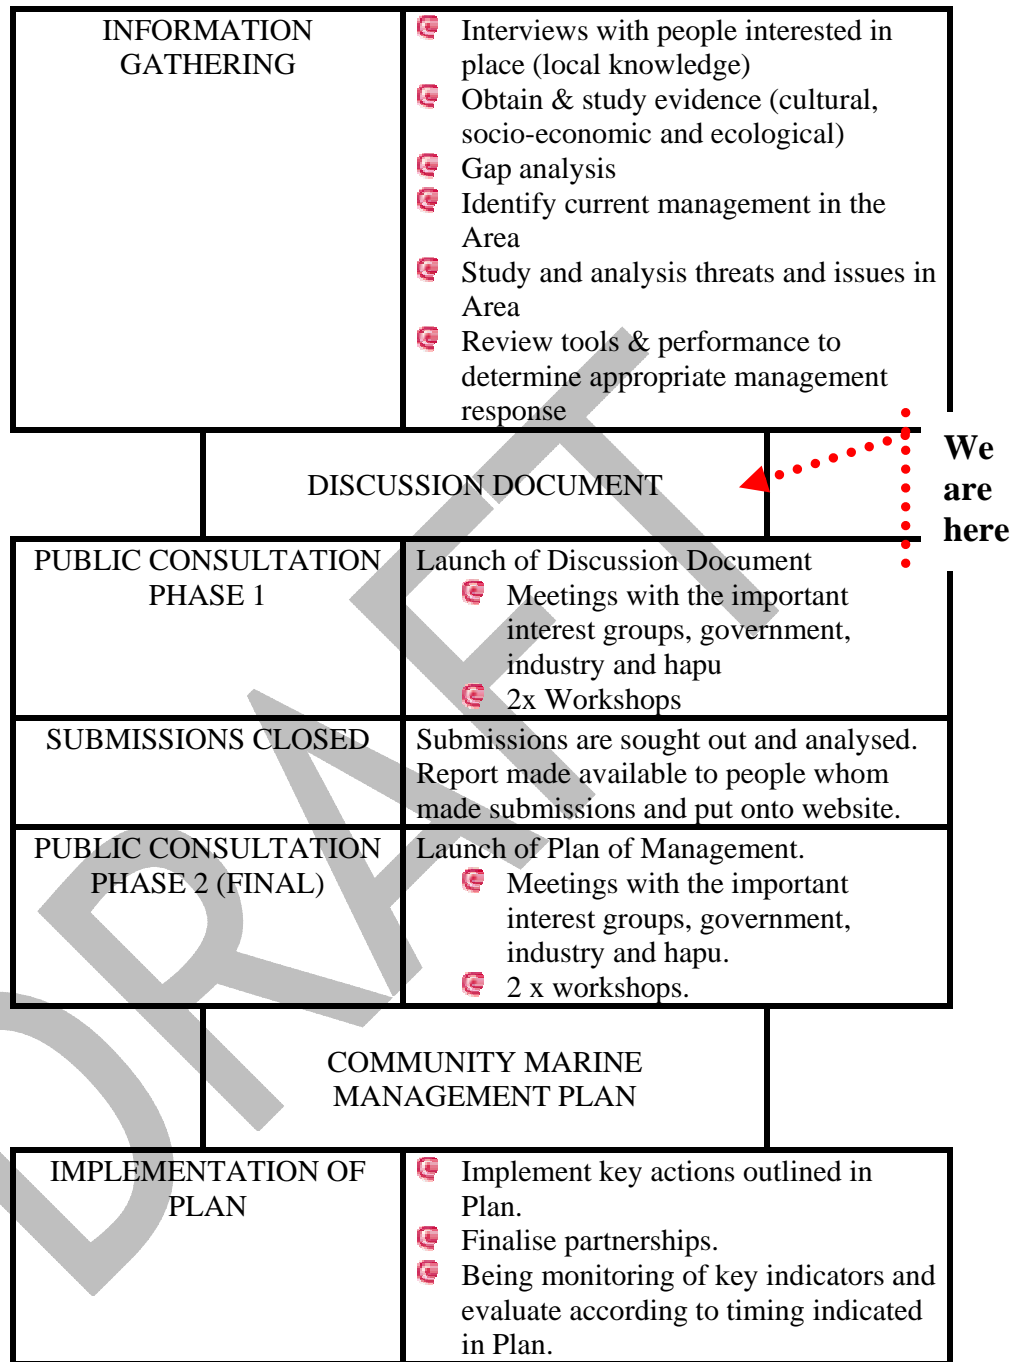 INFORMATION
GATHERING
Interviews with people interested in
place (local knowledge)
Obtain & study evidence (cultural,
socio-economic and ecological)
Gap analysis
Identify current management in the
Area
Study and analysis threats and issues in
Area
Review tools & performance to
determine appropriate management
response
We
are
here
DISCUSSION DOCUMENT
PUBLIC CONSULTATION
PHASE 1
Launch of Discussion Document
Meetings with the important
interest groups, government,
industry and hapu
2x Workshops
SUBMISSIONS CLOSED
Submissions are sought out and analysed.
Report made available to people whom
made submissions and put onto website.
PUBLIC CONSULTATION
PHASE 2 (FINAL)
Launch of Plan of Management.
Meetings with the important
interest groups, government,
industry and hapu.
2 x workshops.
COMMUNITY MARINE
MANAGEMENT PLAN
IMPLEMENTATION OF
PLAN
Implement key actions outlined in
Plan.
Finalise partnerships.
Being monitoring of key indicators and
evaluate according to timing indicated
in Plan.
DRAFT